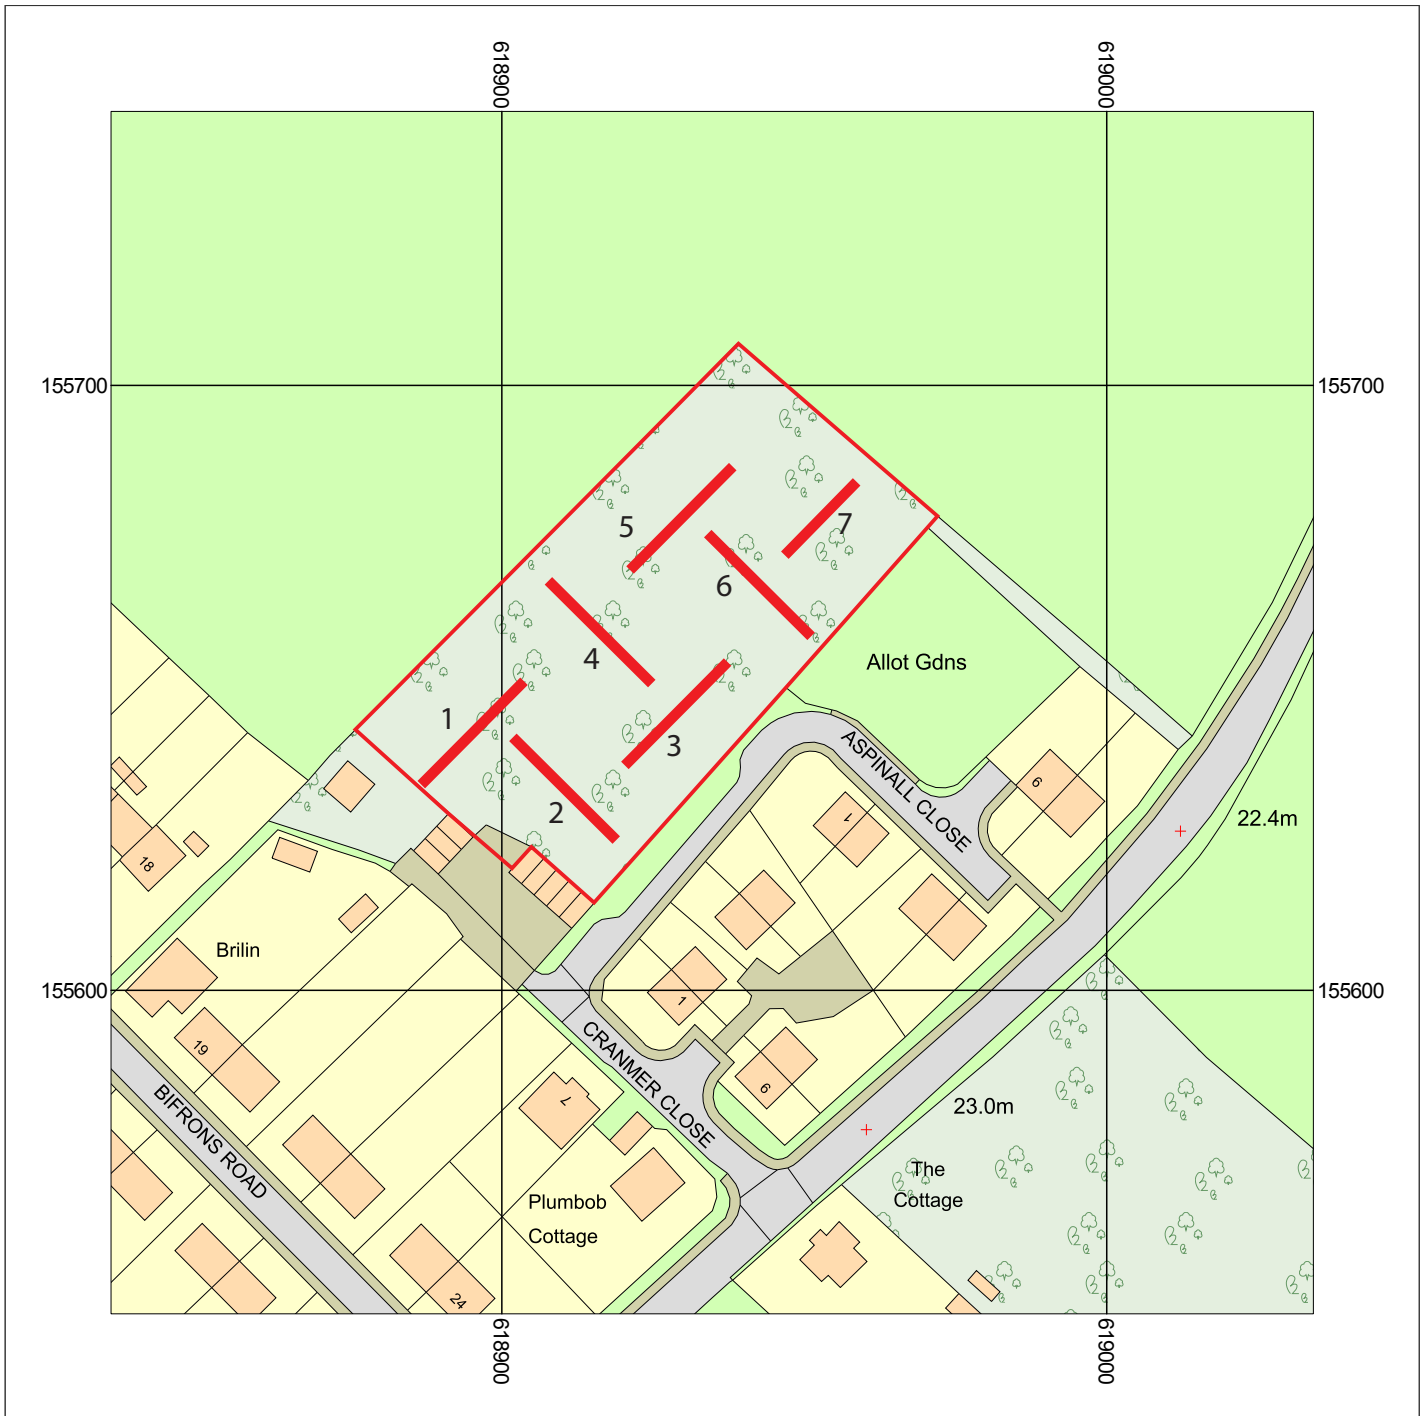 618900
619000
155700
155700
5
7
6
4
Allot Gdns
1
3
ASPINALL CLOSE
6
22.4m
2
1
18
Brilin
155600
1
155600
19
CRANMER CLOSE
6
7
23.0m
BIFRONS ROAD
The
Cottage
Plumbob
Cottage
24
618900
619000